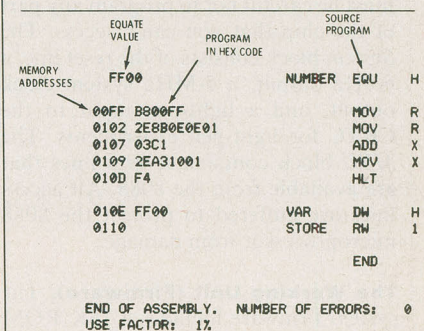 EQUATE
VALUE
SOURCE
PROGRAM
PROGRAM
IN HEX CODE
MEMORY
ADDRESSES
FF00 NUMBER EQU H
00FF B800FF MOV R
0102 2E8B0E0E01 MOV R
0107 03C1 ADD X
0109 2EA31001 MOV X
010D F4 HLT
010E FF00 VAR DW H
0110 STORE RW 1
END
END OF ASSEMBLY. NUMBER OF ERRORS: 0
USE FACTOR: 1%